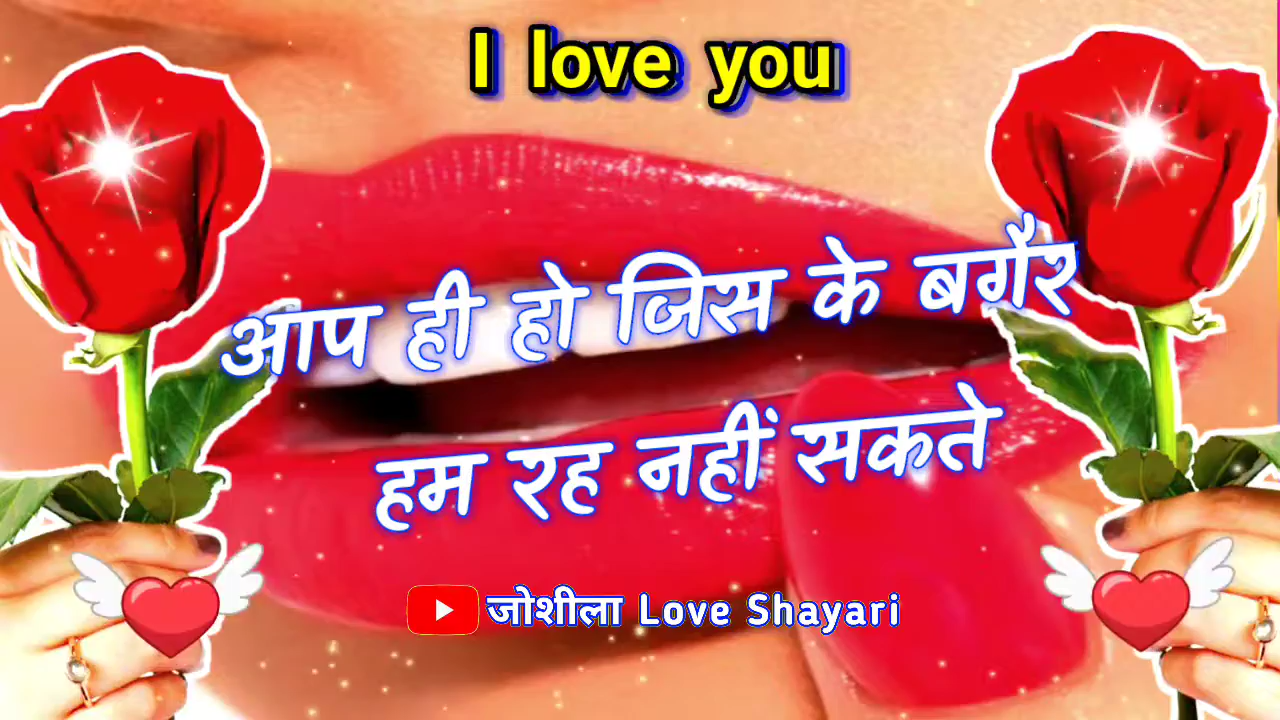 I love you
आप ही हो जिस के बगैर
हम रह नहीं सकते
जोशीला Love Shayari